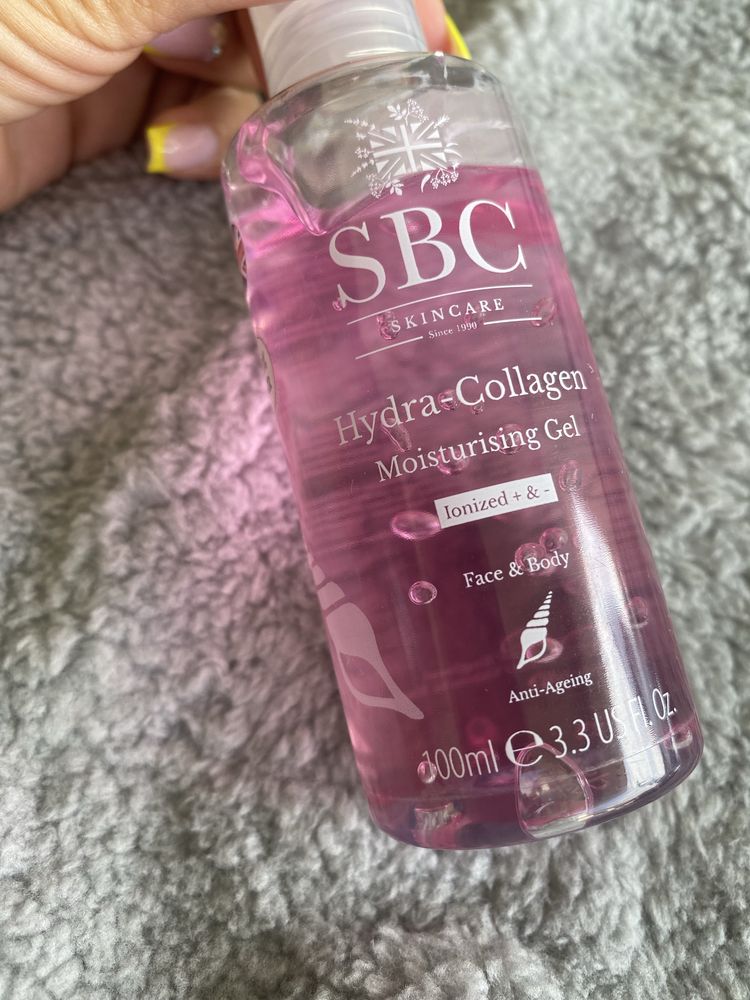 SBC
SKINCARE
Since 1990
Hydra-Collagen
Moisturising Gel
Ionized + & -
Face & Body
Anti-Ageing
100ml ℮ 3.3 US Fl. Oz.